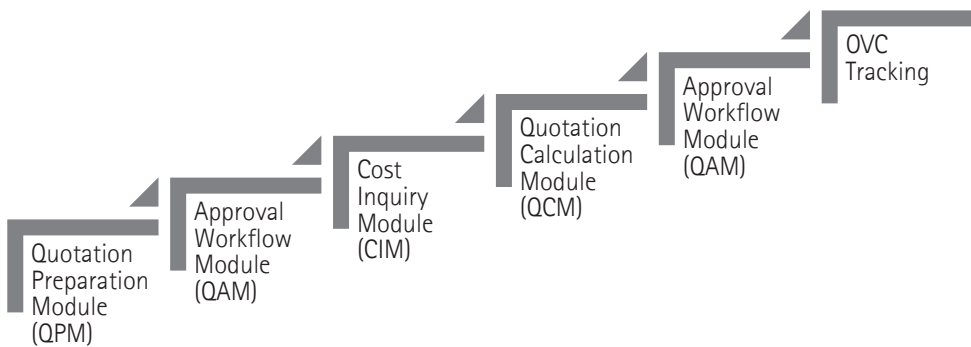 Quotation
Preparation
Module
(QPM)
Approval
Workflow
Module
(QAM)
Cost
Inquiry
Module
(CIM)
Quotation
Calculation
Module
(QCM)
Approval
Workflow
Module
(QAM)
OVC
Tracking